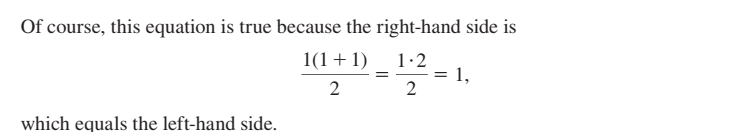 Of course, this equation is true because the right-hand side is
1(1 + 1)/2 = 1·2/2 = 1,
which equals the left-hand side.